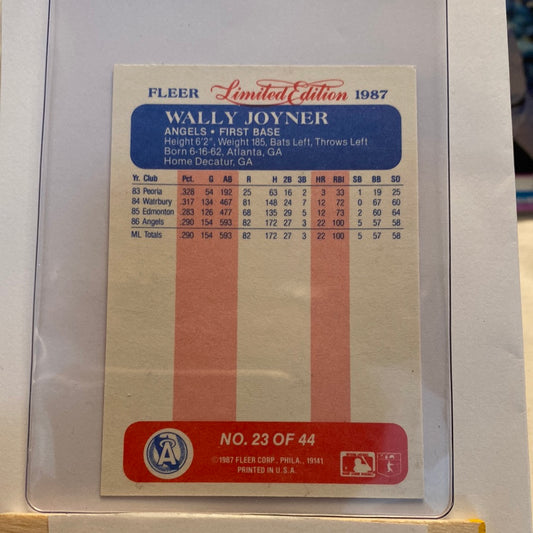 FLEER Limited Edition 1987
WALLY JOYNER
ANGELS • FIRST BASE
Height 6'2", Weight 185, Bats Left, Throws Left
Born 6-16-62, Atlanta, GA
Home Decatur, GA
Yr. Club Pct. G AB R H 2B 3B HR RBI SB BB SO
83 Peoria .328 54 192 25 63 16 2 3 33 1 19 25
84 Watrbury .317 134 467 81 148 24 7 12 72 0 67 60
85 Edmonton .283 126 477 68 135 29 5 12 73 2 60 64
86 Angels .290 154 593 82 172 27 3 22 100 5 57 58
ML Totals .290 154 593 82 172 27 3 22 100 5 57 58
NO. 23 OF 44
©1987 FLEER CORP., PHILA., 19141
PRINTED IN U.S.A.